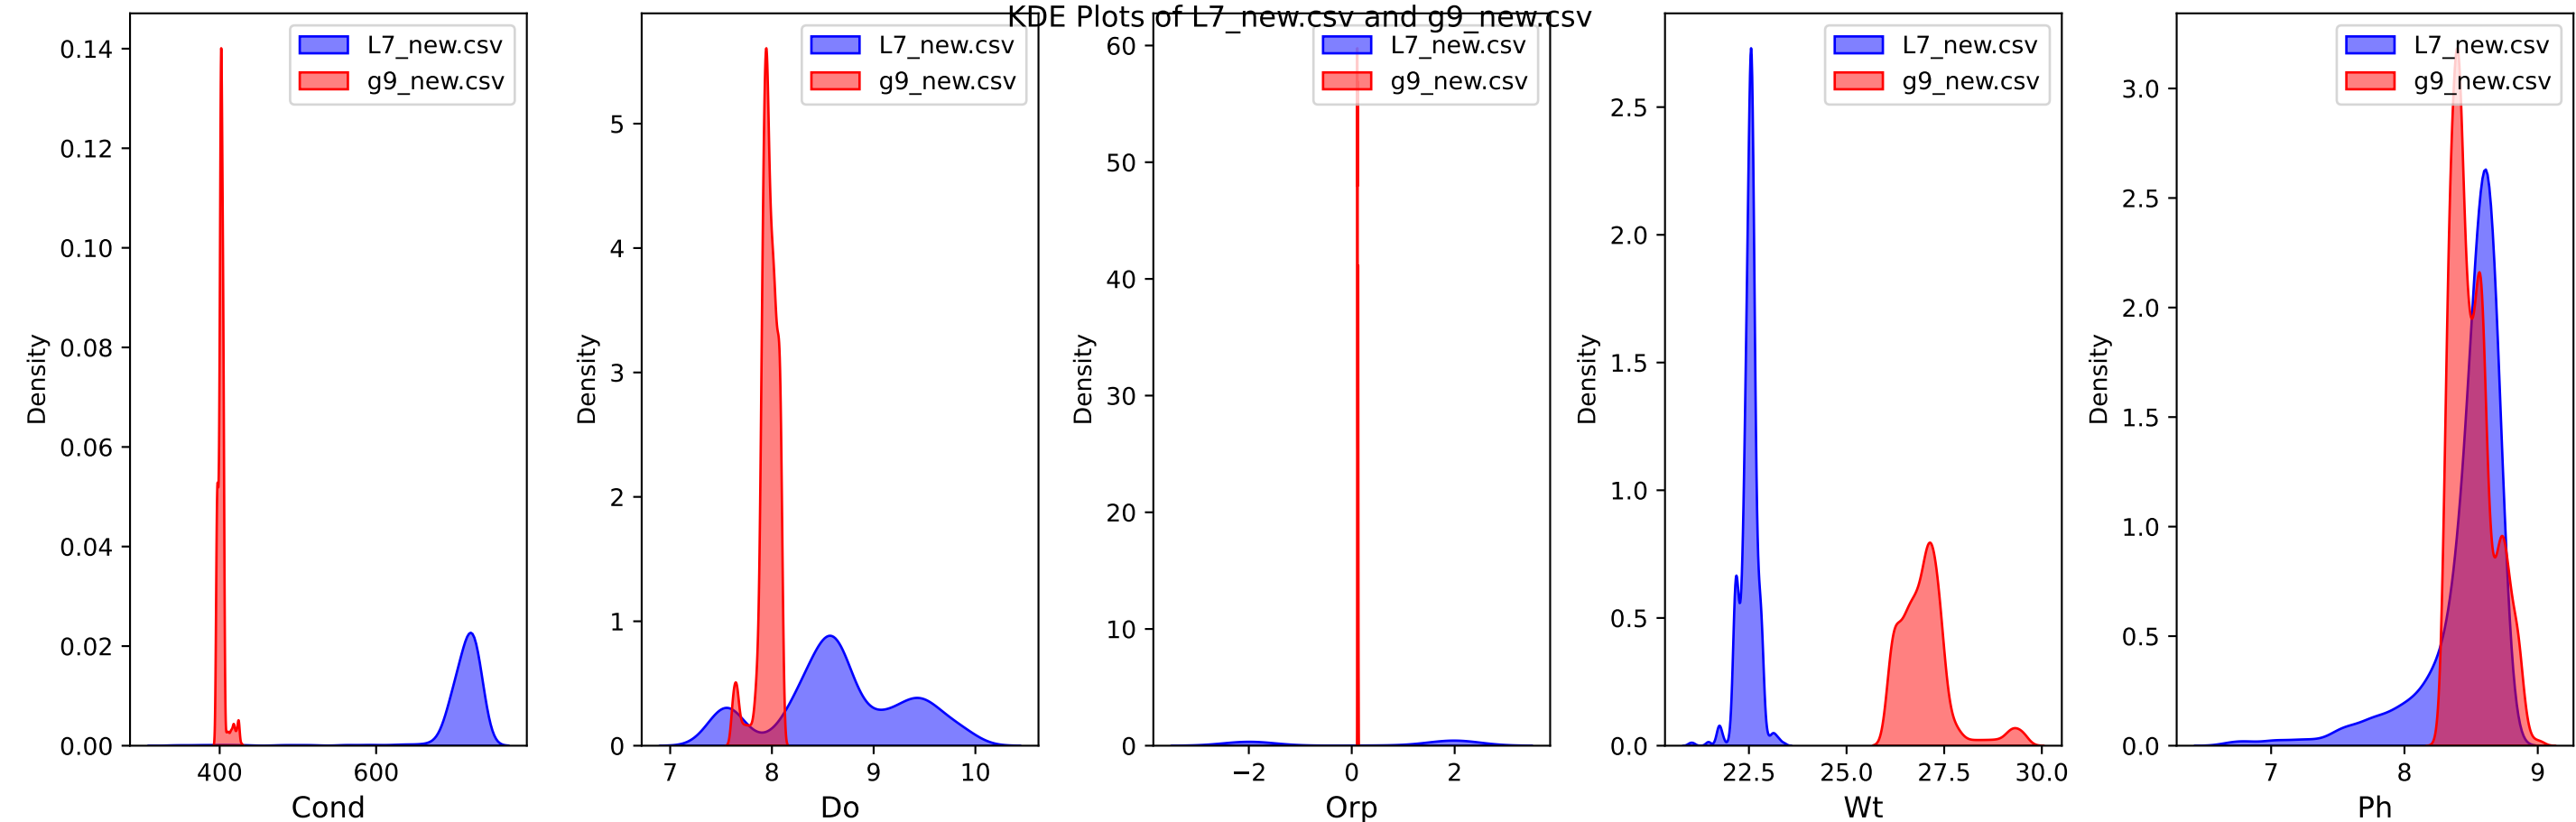 KDE Plots of L7_new.csv and g9_new.csv
L7_new.csv
g9_new.csv
0.14
0.12
0.10
0.08
0.06
0.04
0.02
0.00
Density
400 600
Cond
L7_new.csv
g9_new.csv
5
4
3
2
1
0
Density
7 8 9 10
Do
L7_new.csv
g9_new.csv
60
50
40
30
20
10
0
Density
−2 0 2
Orp
L7_new.csv
g9_new.csv
2.5
2.0
1.5
1.0
0.5
0.0
Density
22.5 25.0 27.5 30.0
Wt
L7_new.csv
g9_new.csv
3.0
2.5
2.0
1.5
1.0
0.5
0.0
Density
7 8 9
Ph